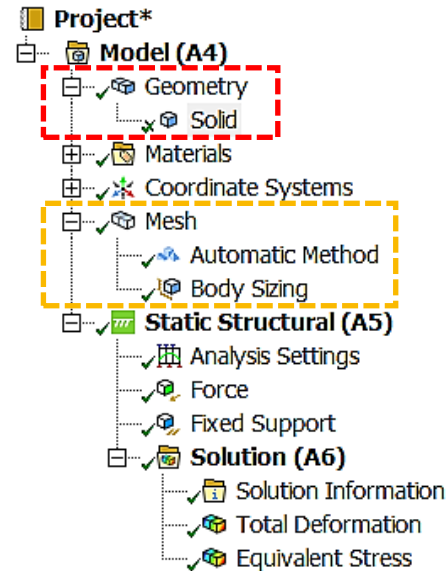 Project*
Model (A4)
Geometry
Solid
Materials
Coordinate Systems
Mesh
Automatic Method
Body Sizing
Static Structural (A5)
Analysis Settings
Force
Fixed Support
Solution (A6)
Solution Information
Total Deformation
Equivalent Stress